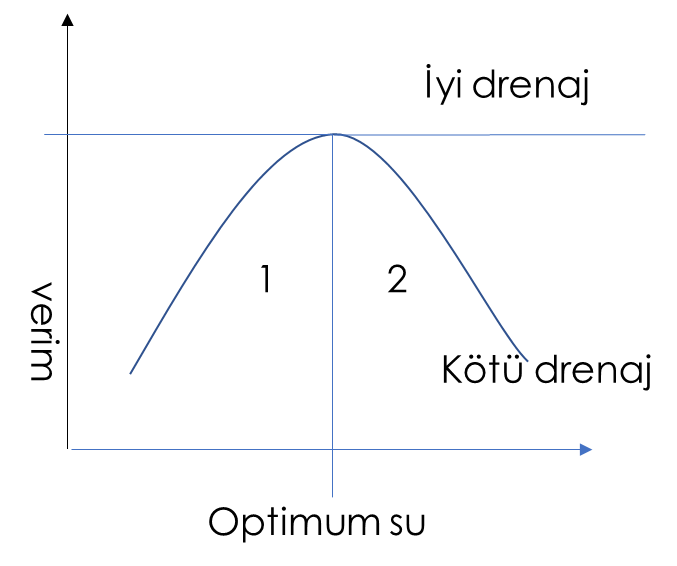 İyi drenaj
1
2
verim
Kötü drenaj
Optimum su